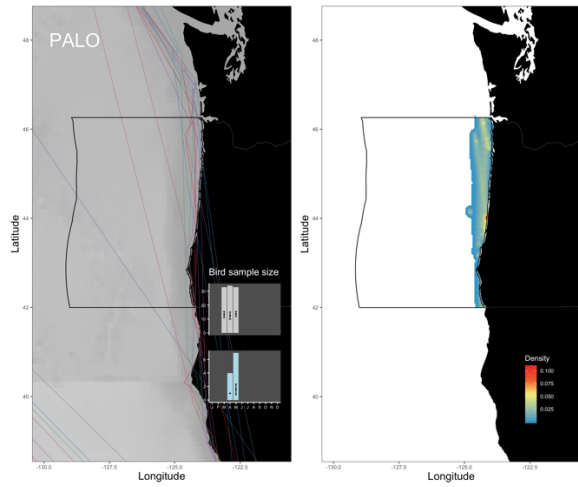 PALO
48
46
44
42
40
Latitude
-130.0
-127.5
-125.0
-122.5
Longitude
Bird sample size
J F M A M J J A S O N D
48
46
44
42
40
Latitude
-130.0
-127.5
-125.0
-122.5
Longitude
Density
0.100
0.075
0.050
0.025